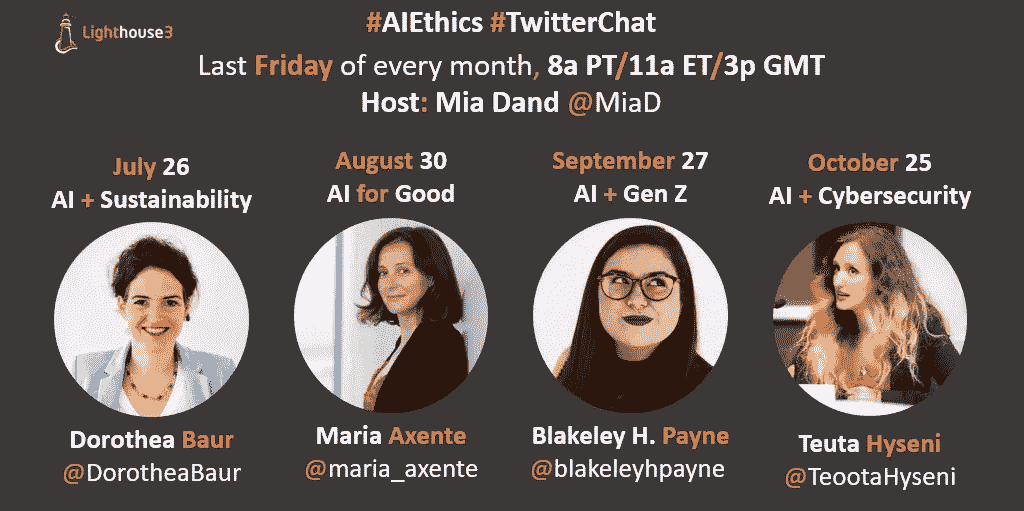 Lighthouse3
#AIEthics #TwitterChat
Last Friday of every month, 8a PT/11a ET/3p GMT
Host: Mia Dand @MiaD
July 26
AI + Sustainability
August 30
AI for Good
September 27
AI + Gen Z
October 25
AI + Cybersecurity
Dorothea Baur
@DorotheaBaur
Maria Axente
@maria_axente
Blakeley H. Payne
@blakeleyhpayne
Teuta Hyseni
@TeootaHyseni